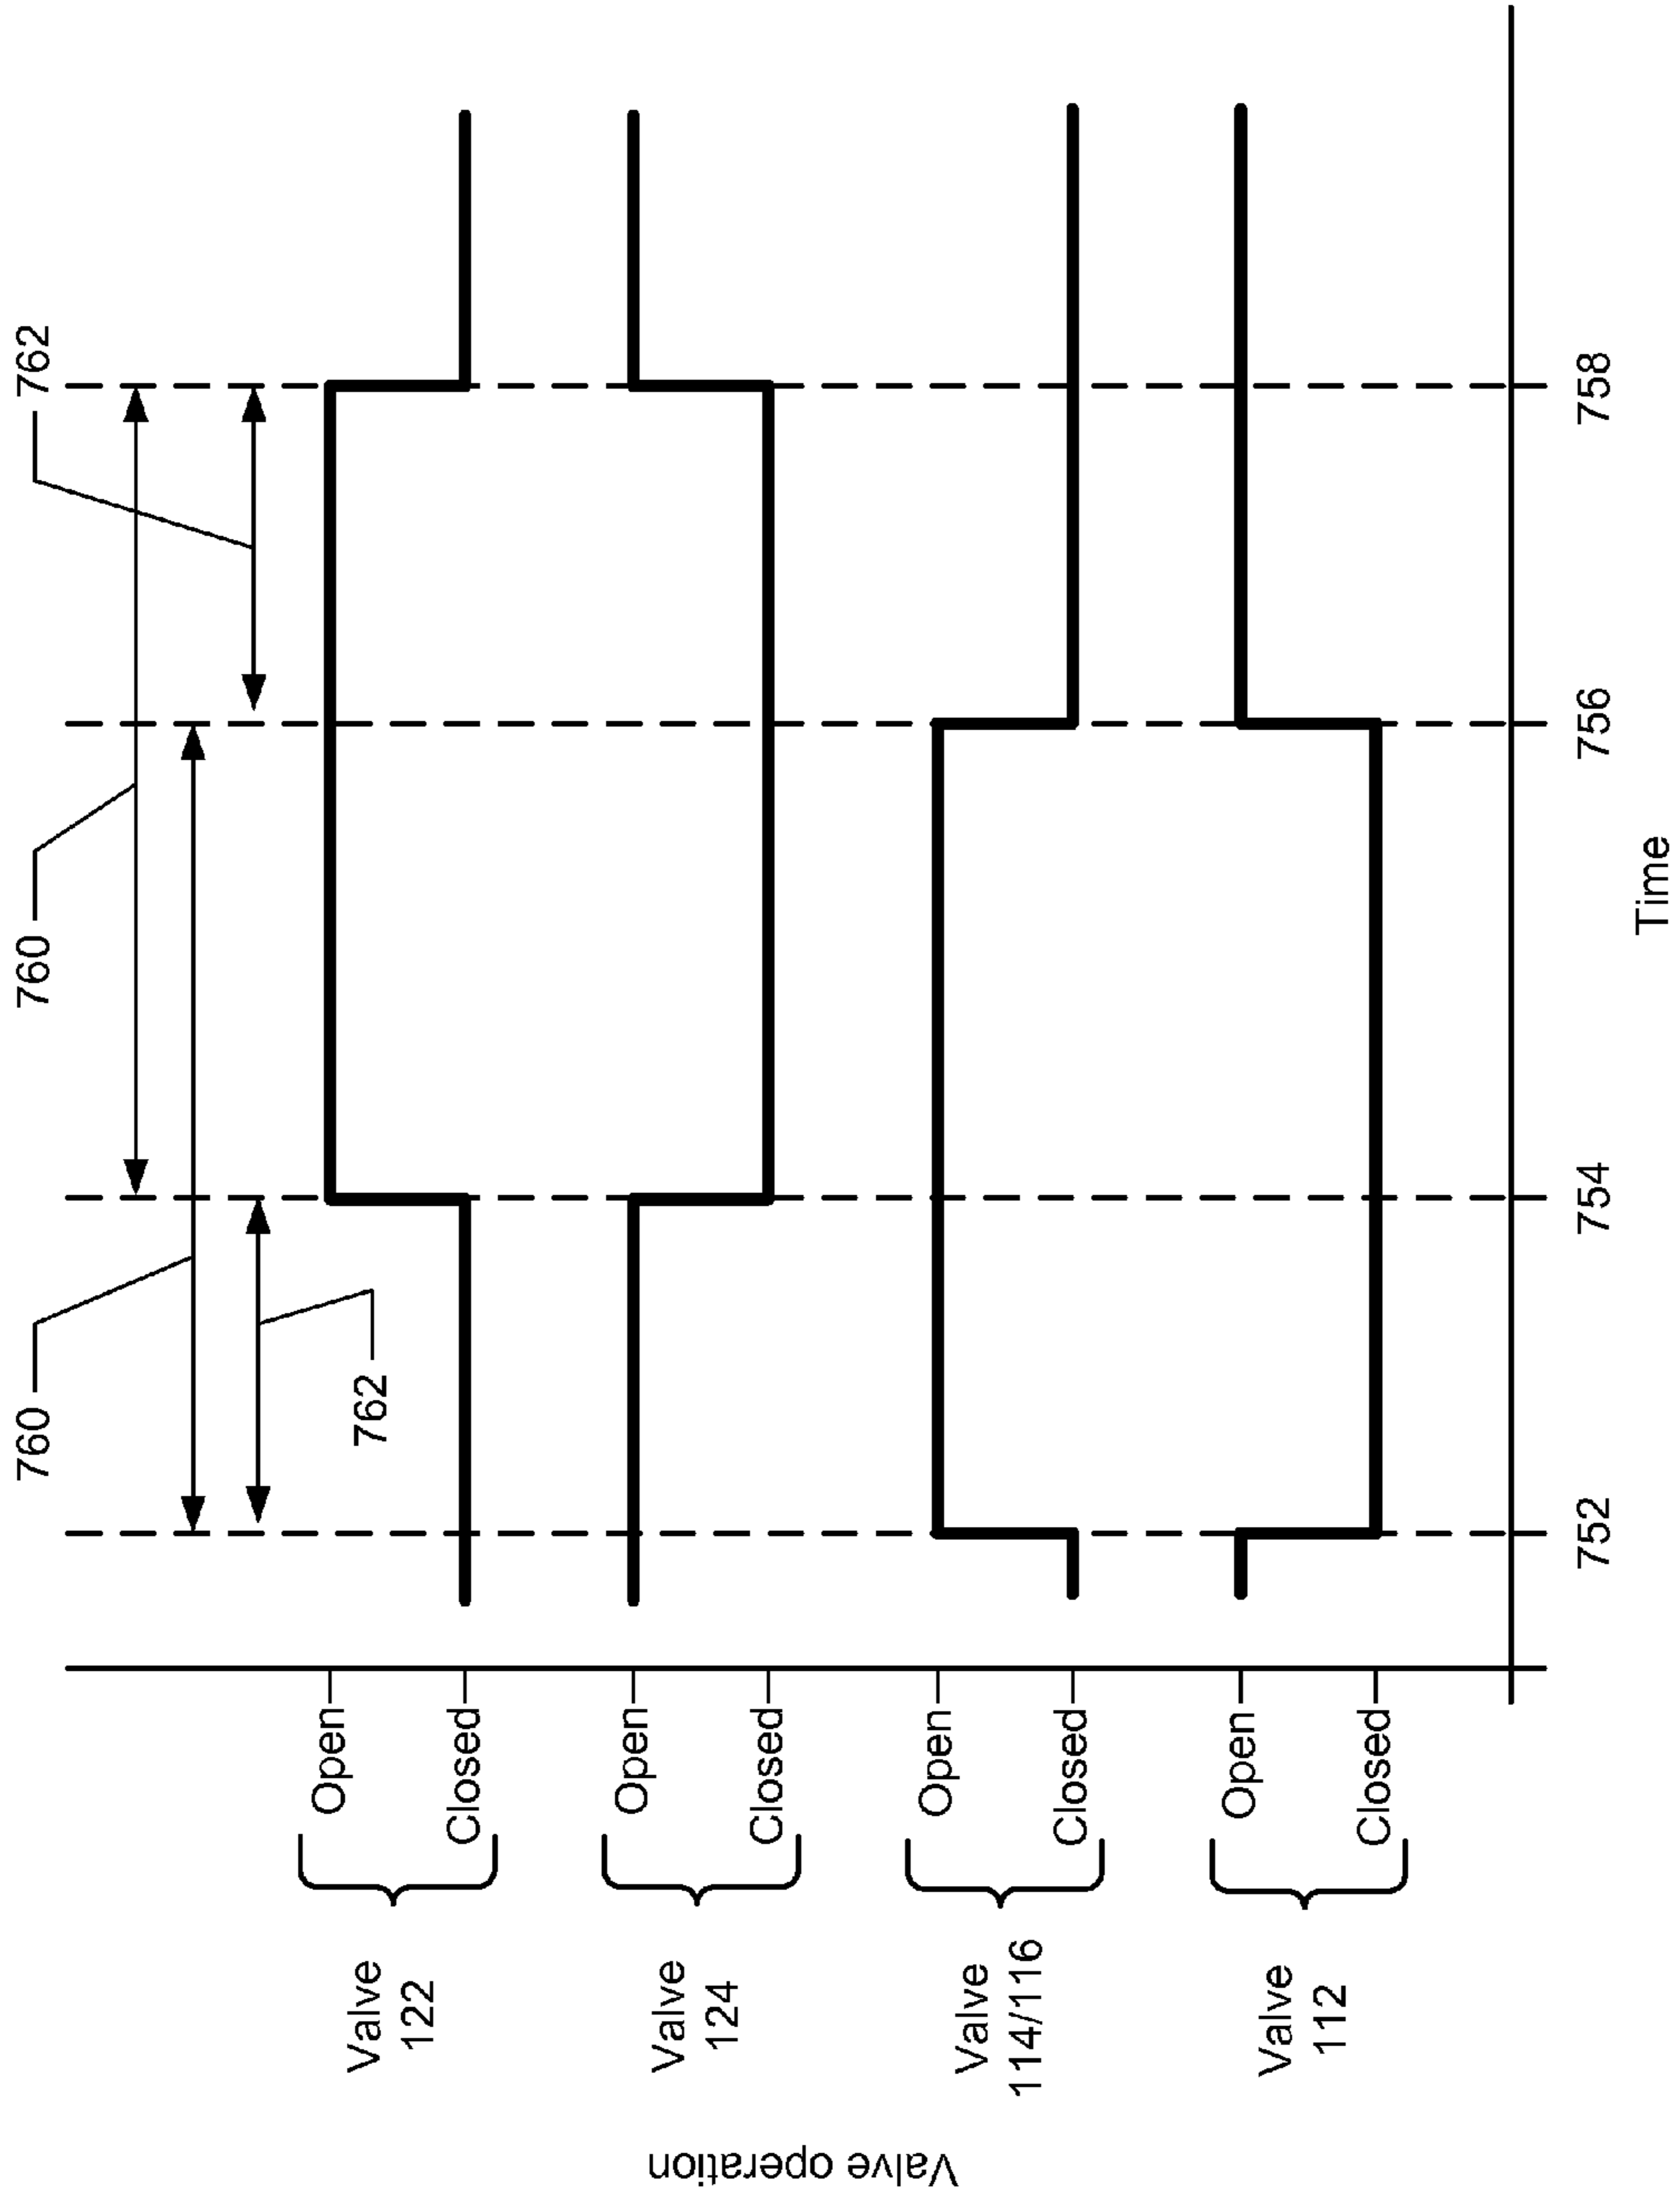 760
760
762
762
Valve
122
Open
Closed
Valve
124
Open
Closed
Valve
114/116
Open
Closed
Valve
112
Open
Closed
Valve operation
752
754
756
758
Time